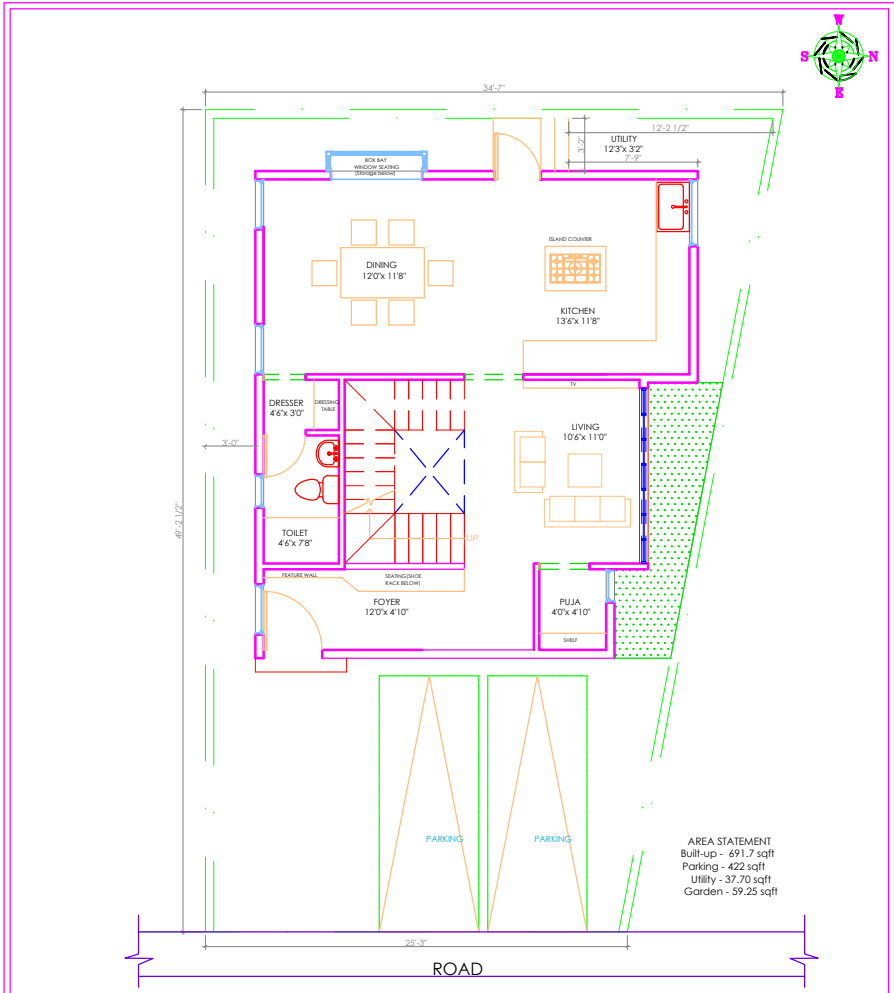 W
S
N
E
34'-7"
12'-2 1/2"
UTILITY
12'3"x 3'2"
3'-2"
7'-9"
BOX BAY
WINDOW SEATING
(Storage below)
ISLAND COUNTER
DINING
12'0"x 11'8"
KITCHEN
13'6"x 11'8"
TV
DRESSER
4'6"x 3'0"
DRESSING
TABLE
LIVING
10'6"x 11'0"
3'-0"
49'-2 1/2"
TOILET
4'6"x 7'8"
UP
FEATURE WALL
SEATING(SHOE
RACK BELOW)
FOYER
12'0"x 4'10"
PUJA
4'0"x 4'10"
SHELF
PARKING
PARKING
AREA STATEMENT
Built-up - 691.7 sqft
Parking - 422 sqft
Utility - 37.70 sqft
Garden - 59.25 sqft
25'-3"
ROAD